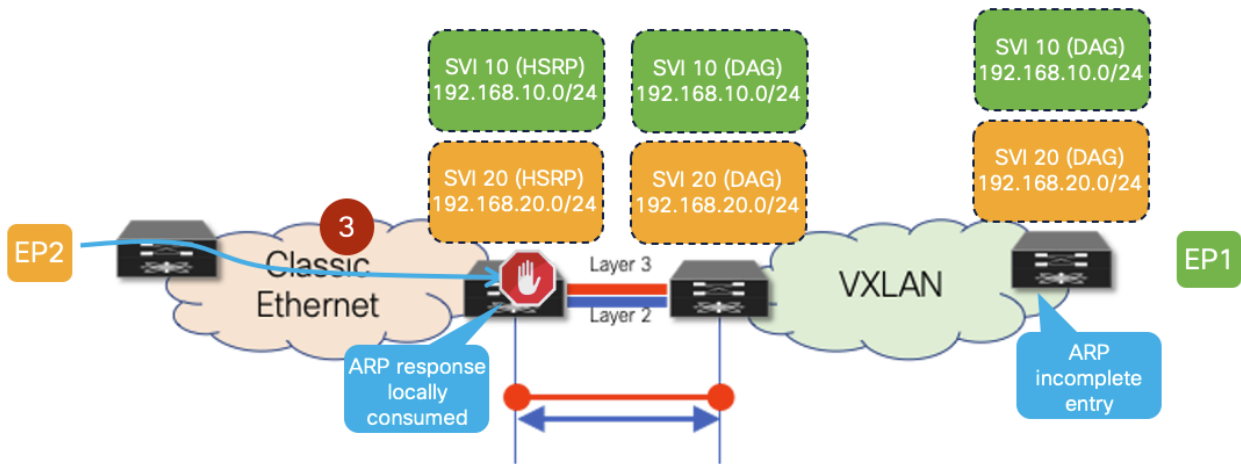 SVI 10 (HSRP)
192.168.10.0/24
SVI 10 (DAG)
192.168.10.0/24
SVI 10 (DAG)
192.168.10.0/24
SVI 20 (HSRP)
192.168.20.0/24
SVI 20 (DAG)
192.168.20.0/24
SVI 20 (DAG)
192.168.20.0/24
EP2
3
Classic
Ethernet
Layer 3
Layer 2
VXLAN
EP1
ARP response
locally
consumed
ARP
incomplete
entry